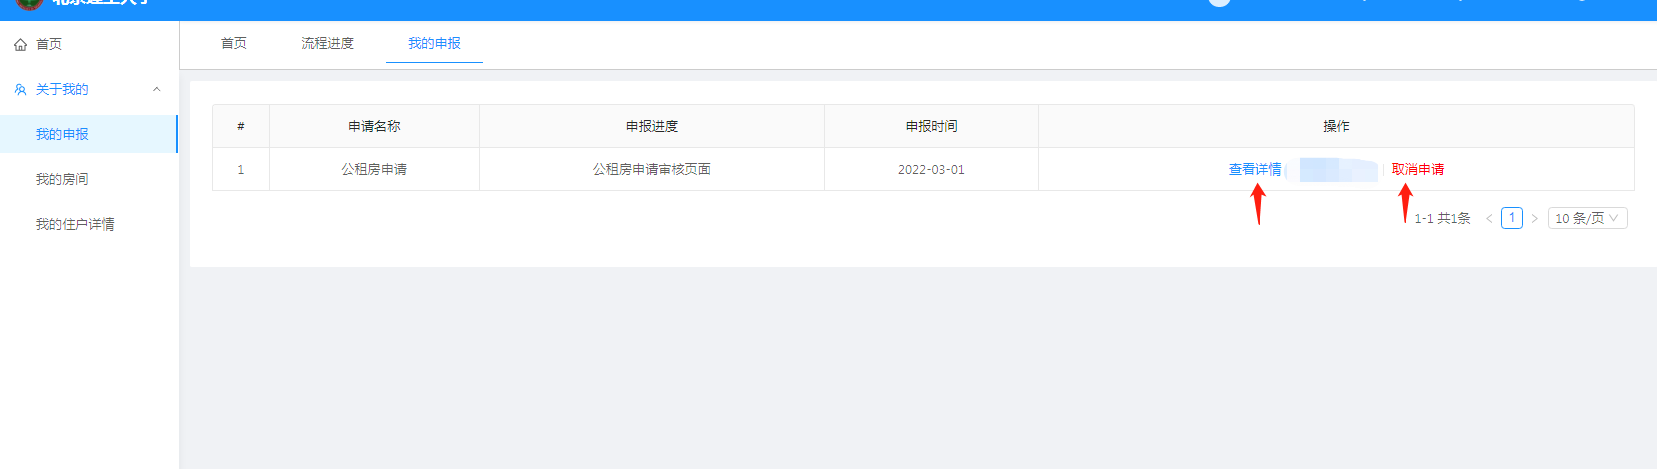 首页
关于我的
我的申报
我的房间
我的住户详情
首页 流程进度 我的申报
# 申请名称 申报进度 申报时间 操作
1 公租房申请 公租房申请审核页面 2022-03-01 查看详情 取消申请
1-1 共1条 < 1 > 10 条/页